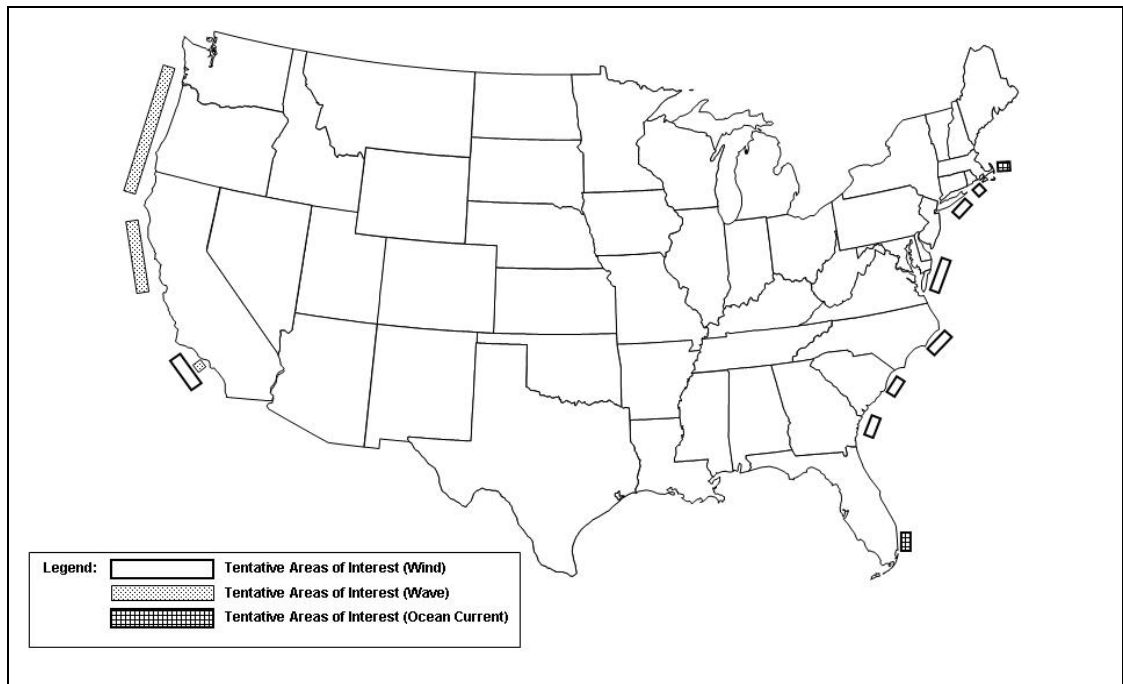 Legend: Tentative Areas of Interest (Wind)
Tentative Areas of Interest (Wave)
Tentative Areas of Interest (Ocean Current)